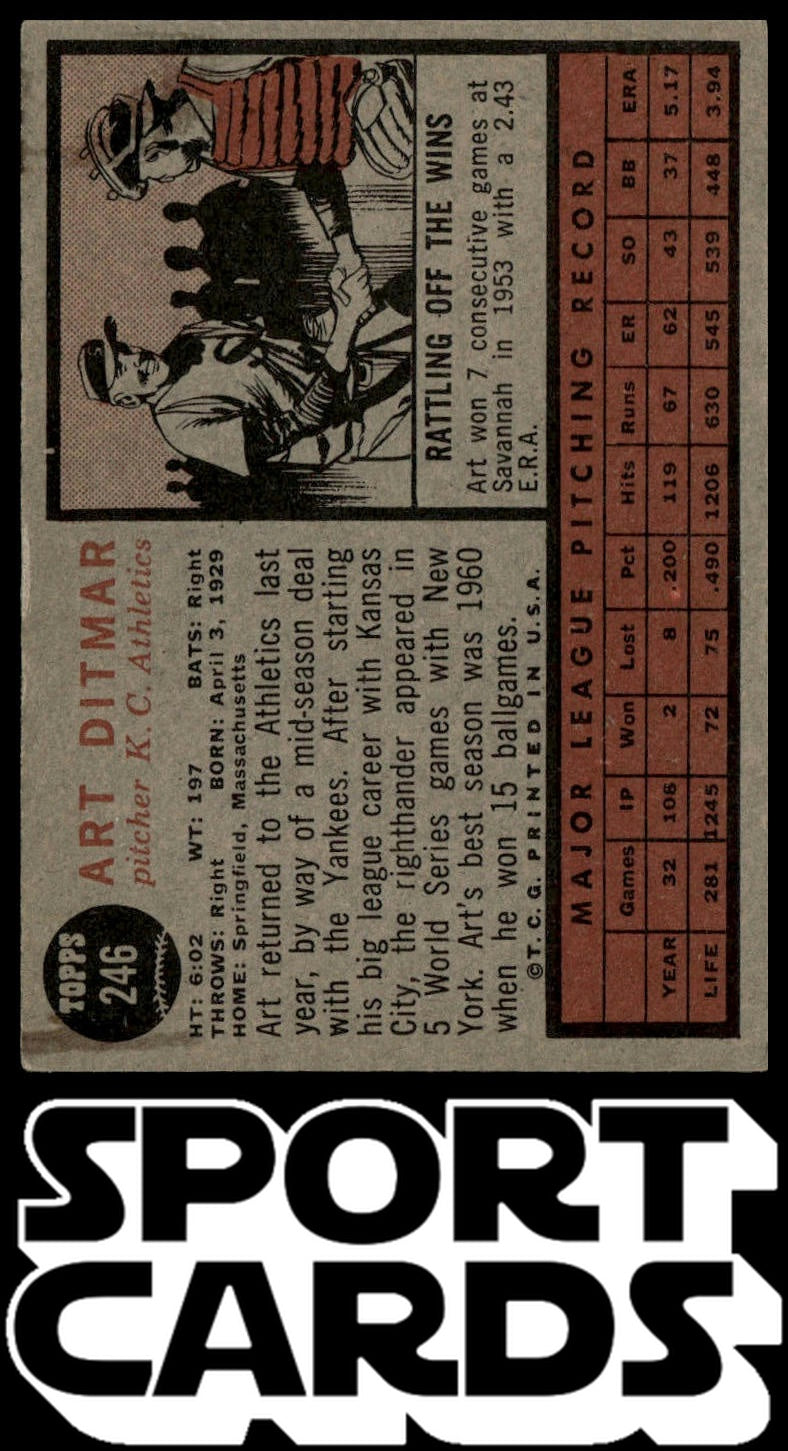 TOPPS
246
ART DITMAR
pitcher K. C. Athletics
HT: 6:02 WT: 197 BATS: Right
THROWS: Right BORN: April 3, 1929
HOME: Springfield, Massachusetts
Art returned to the Athletics last
year, by way of a mid-season deal
with the Yankees. After starting
his big league career with Kansas
City, the righthander appeared in
5 World Series games with New
York. Art's best season was 1960
when he won 15 ballgames.
©T. C. G. PRINTED IN U. S. A.
RATTLING OFF THE WINS
Art won 7 consecutive games at
Savannah in 1953 with a 2.43
E.R.A.
MAJOR LEAGUE PITCHING RECORD
Games IP Won Lost Pct Hits Runs ER SO BB ERA
YEAR 32 106 2 8 .200 119 67 62 43 37 5.17
LIFE 281 1245 72 75 .490 1206 630 545 539 448 3.94
SPORT
CARDS